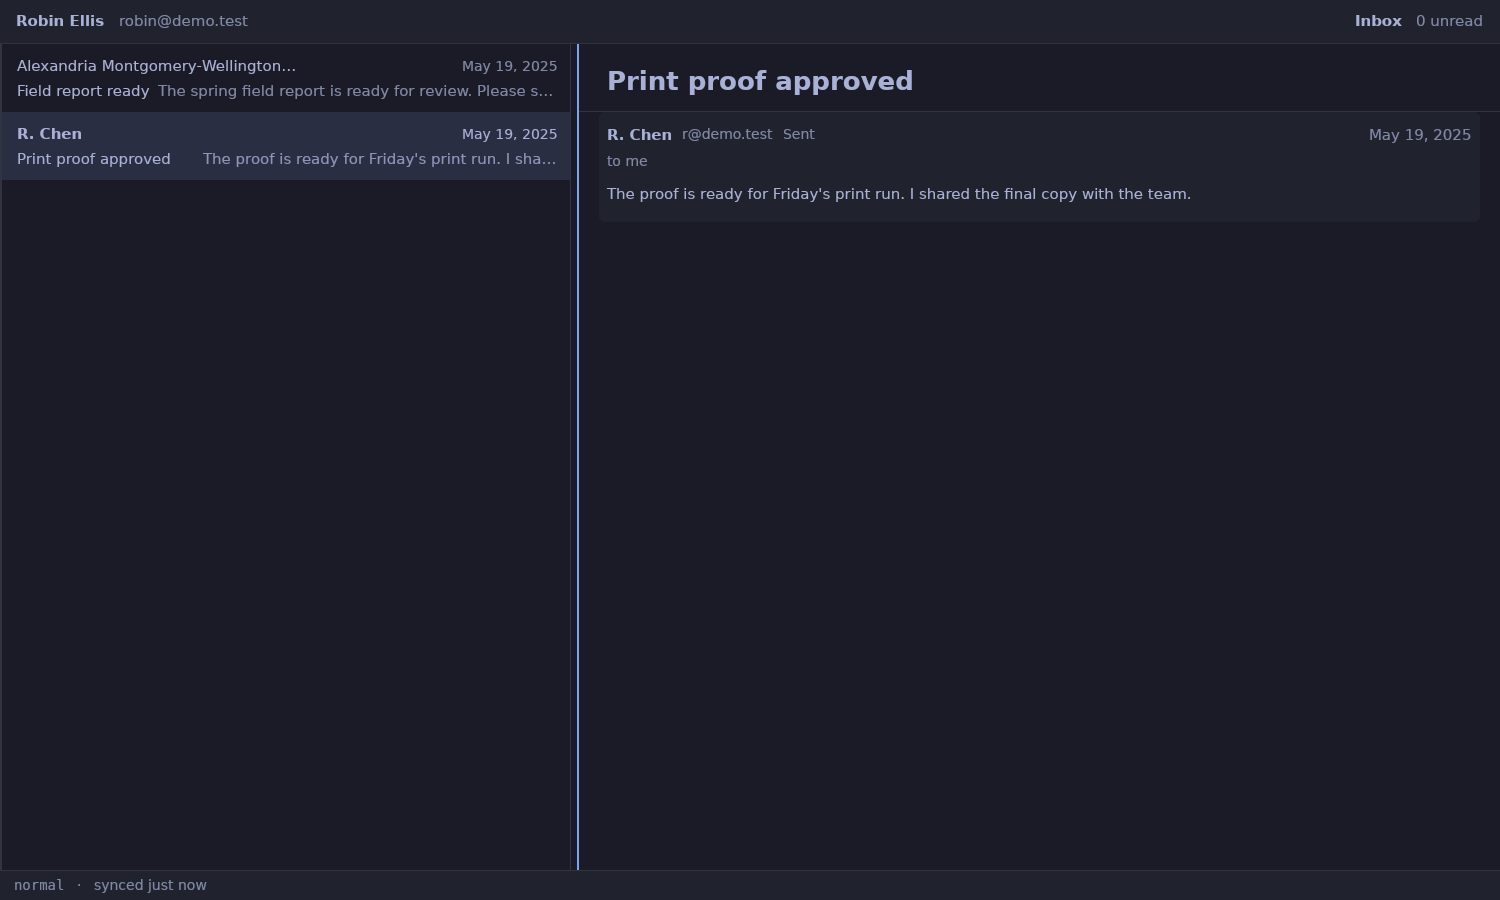 Robin Ellis robin@demo.test
Inbox 0 unread
Alexandria Montgomery-Wellington… May 19, 2025
Field report ready The spring field report is ready for review. Please s…
R. Chen May 19, 2025
Print proof approved The proof is ready for Friday's print run. I sha…
Print proof approved
R. Chen r@demo.test Sent May 19, 2025
to me
The proof is ready for Friday's print run. I shared the final copy with the team.
normal · synced just now